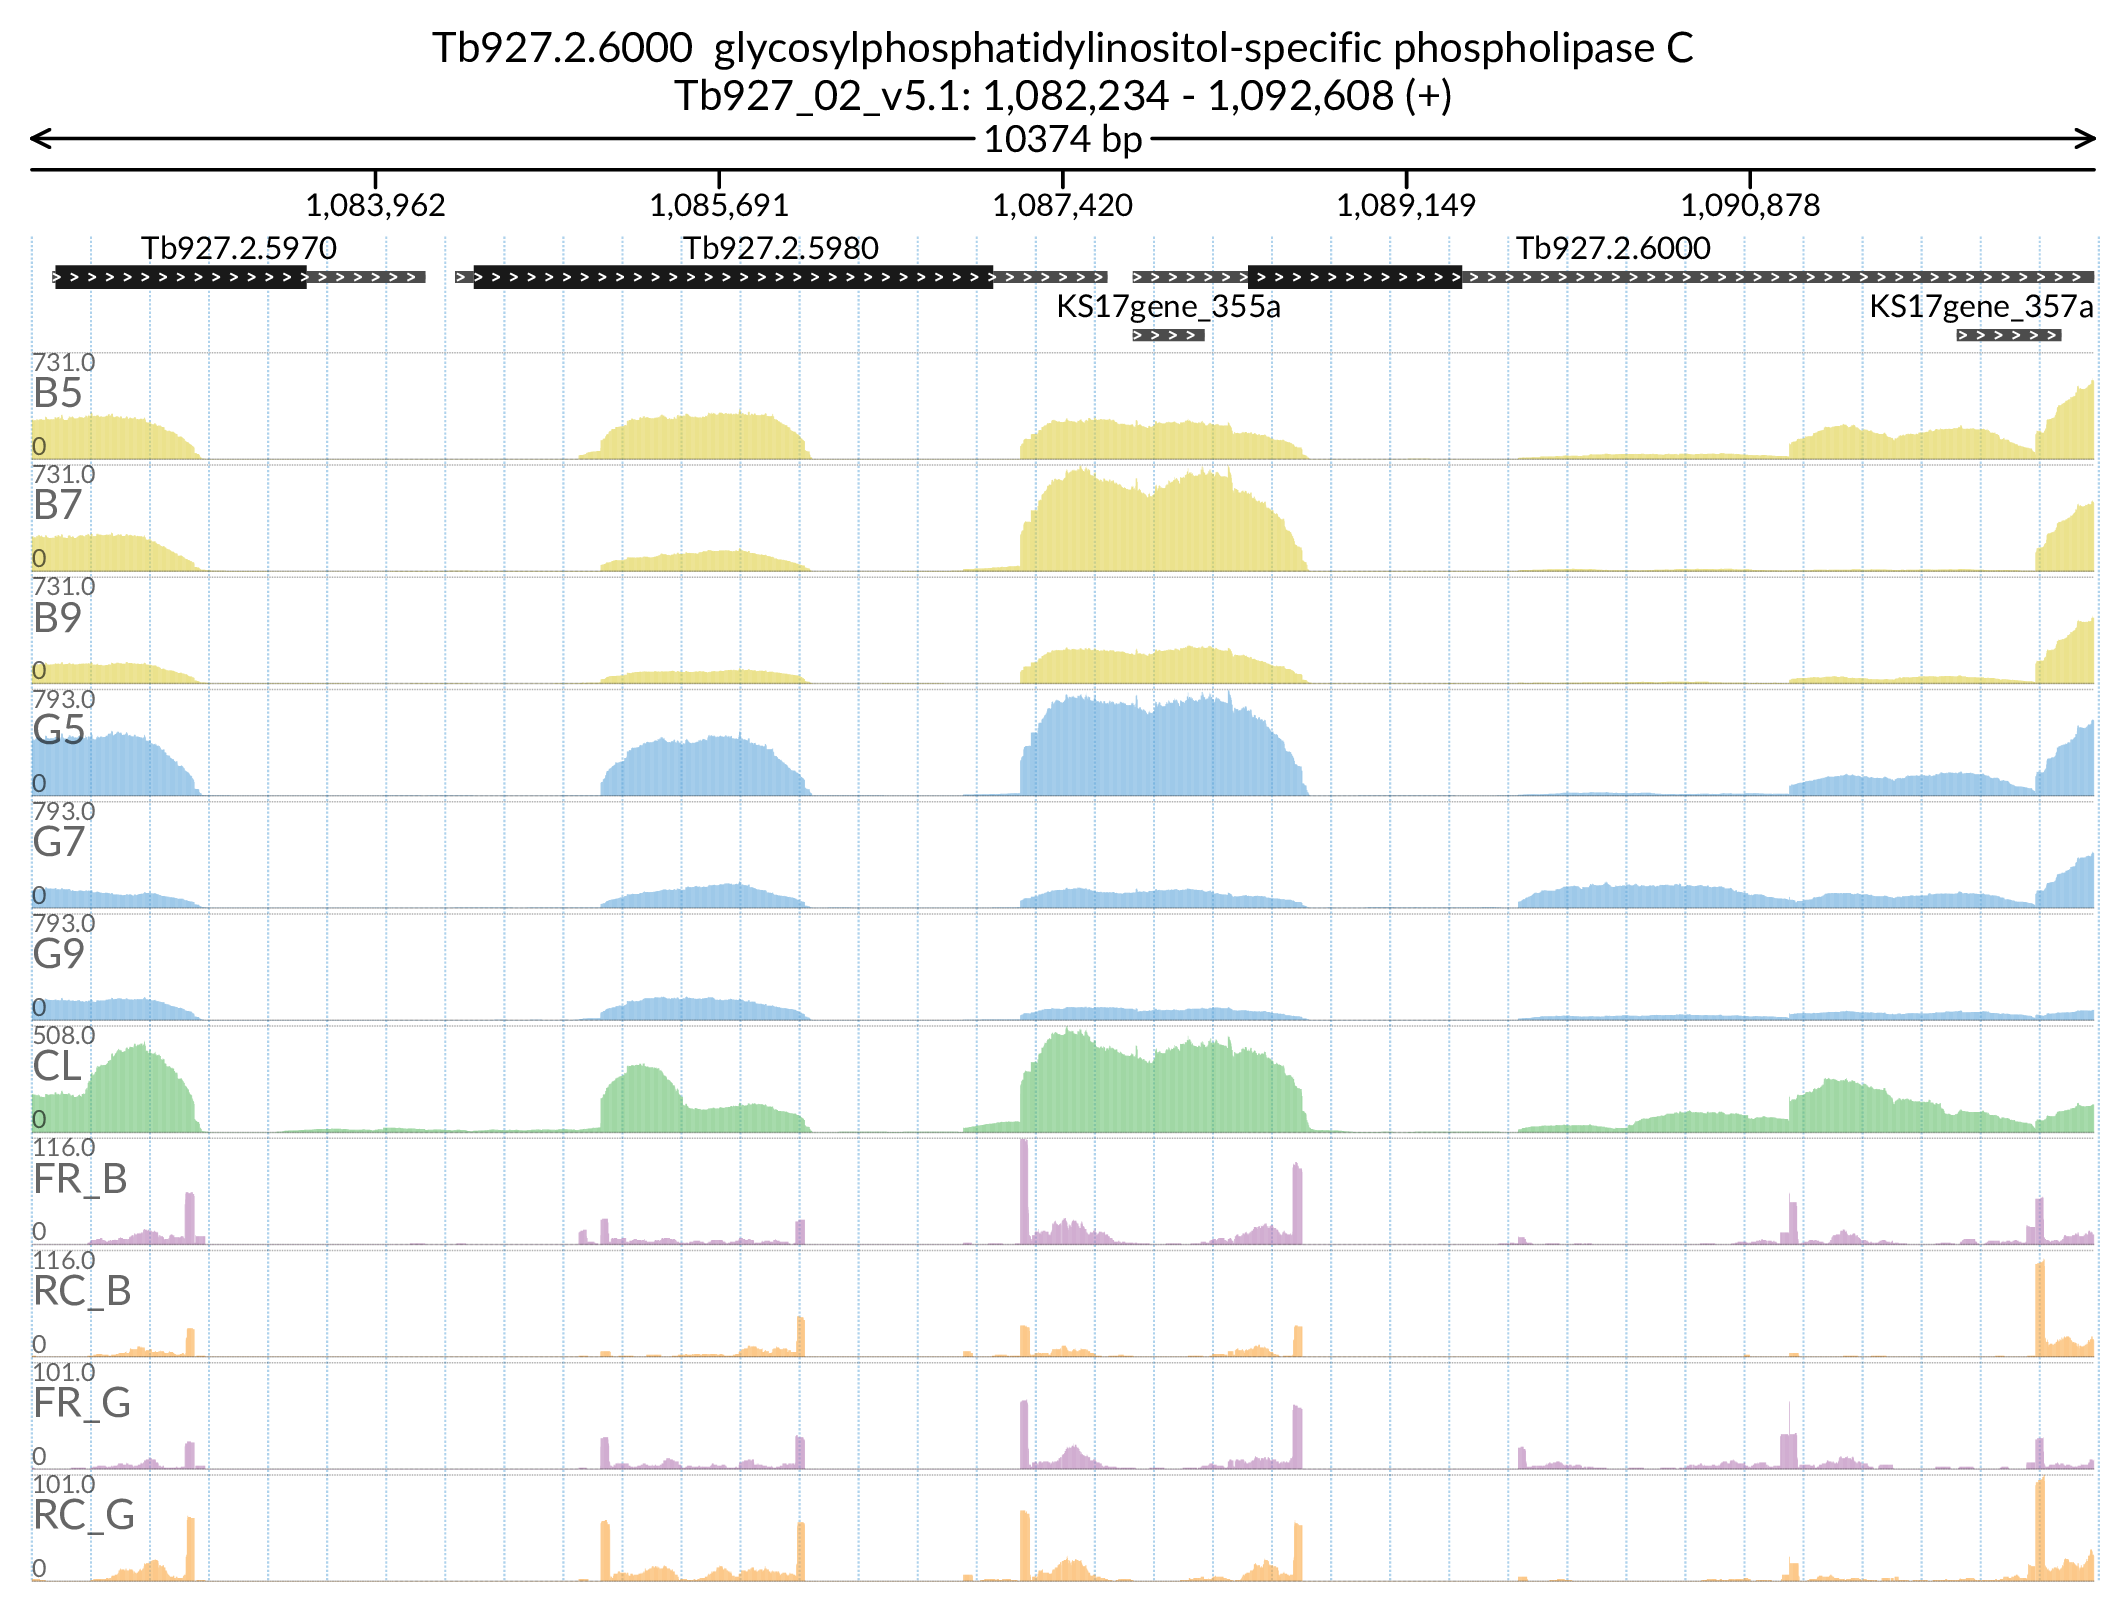 Tb927.2.6000 glycosylphosphatidylinositol-specific phospholipase C
Tb927_02_v5.1: 1,082,234 - 1,092,608 (+)
10374 bp
1,083,962 1,085,691 1,087,420 1,089,149 1,090,878
Tb927.2.5970 Tb927.2.5980 Tb927.2.6000
KS17gene_355a KS17gene_357a
731.0
B5
0
731.0
B7
0
731.0
B9
0
793.0
G5
0
793.0
G7
0
793.0
G9
0
508.0
CL
0
116.0
FR_B
0
116.0
RC_B
0
101.0
FR_G
0
101.0
RC_G
0